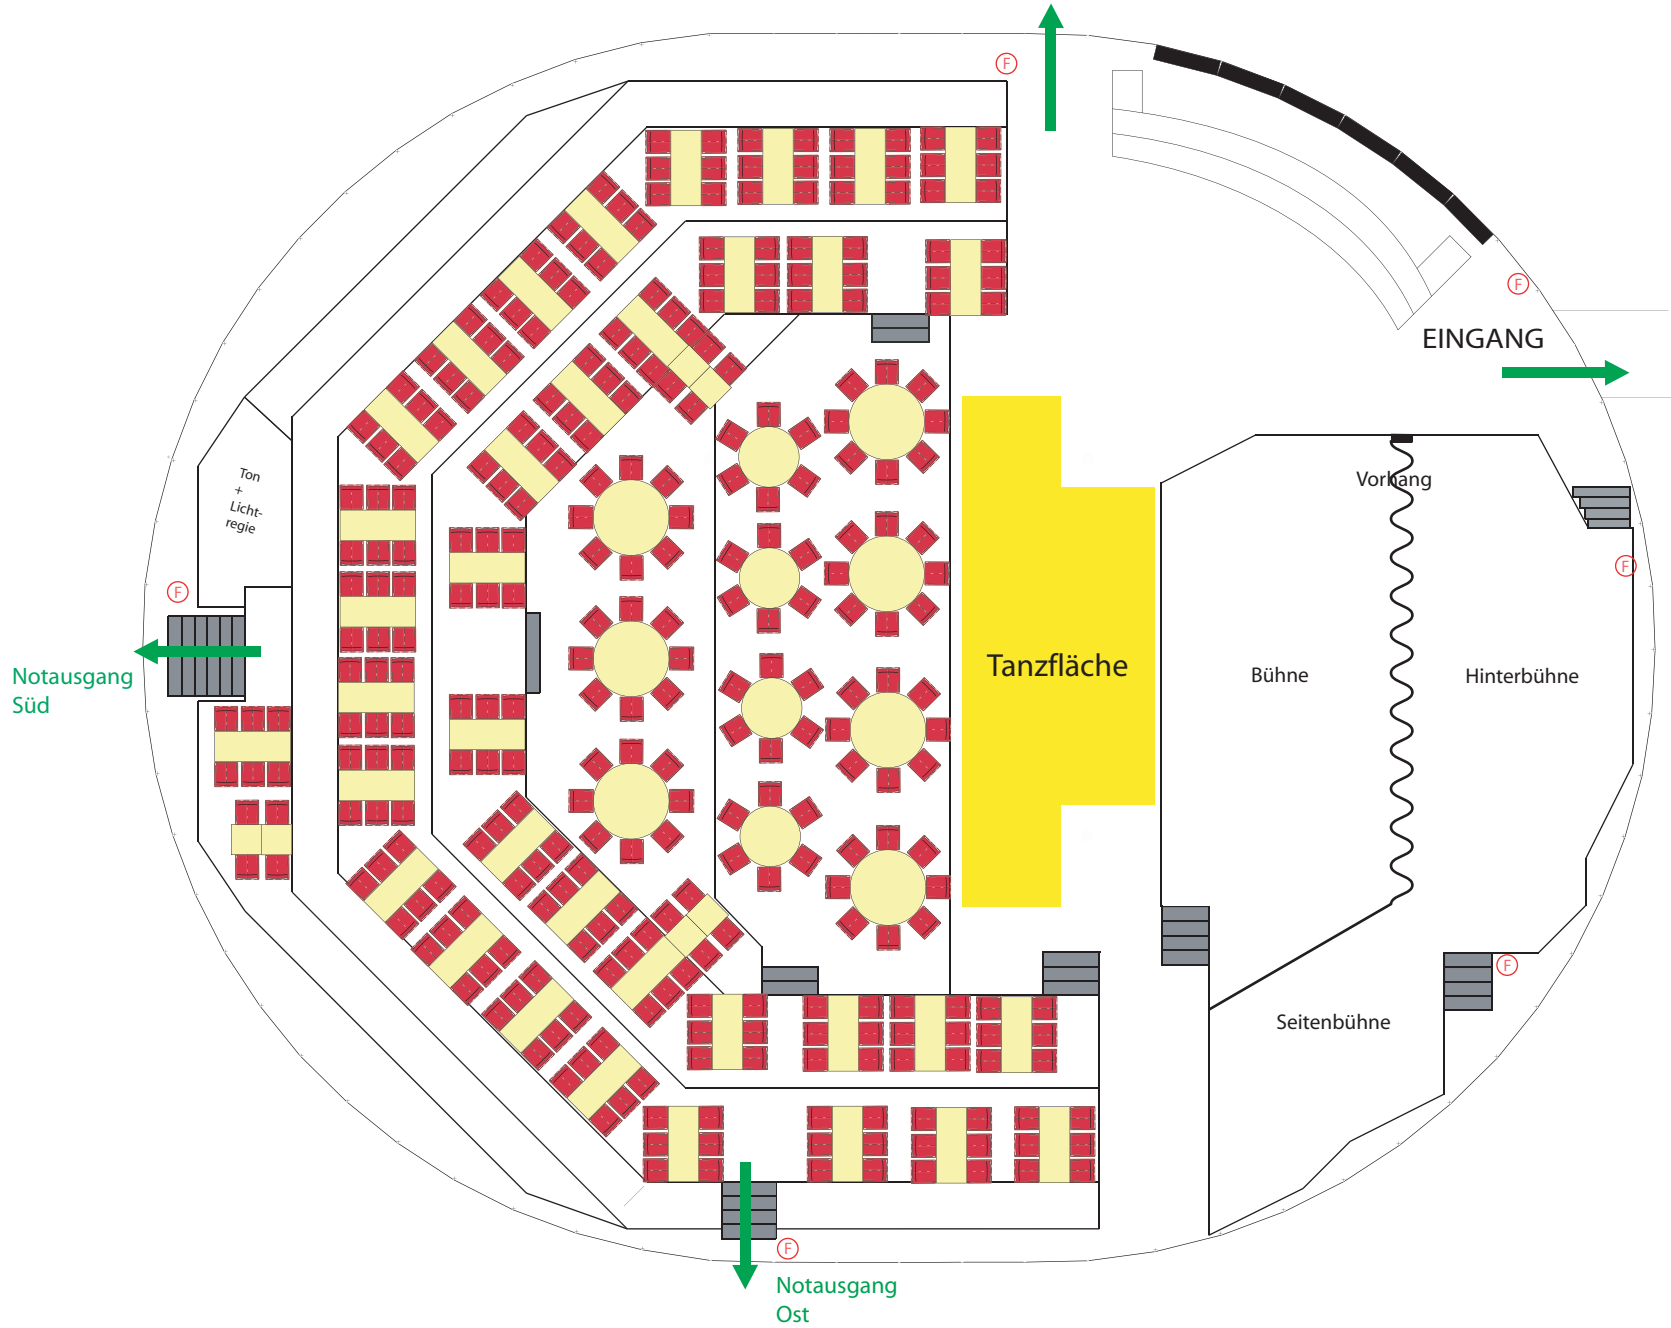 F
F
EINGANG
Vorhang
Ton
+
Licht-
regie
F
F
Notausgang
Süd
Tanzfläche
Bühne
Hinterbühne
F
Seitenbühne
F
Notausgang
Ost